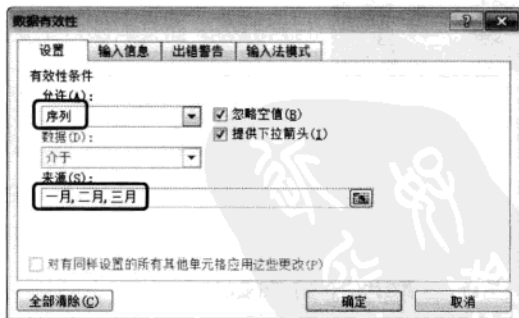 数据有效性
设置 输入信息 出错警告 输入法模式
有效性条件
允许(A):
序列 忽略空值(B)
数据(D): 提供下拉箭头(I)
介于
来源(S):
一月,二月,三月
对有同样设置的所有其他单元格应用这些更改(P)
全部清除(C) 确定 取消